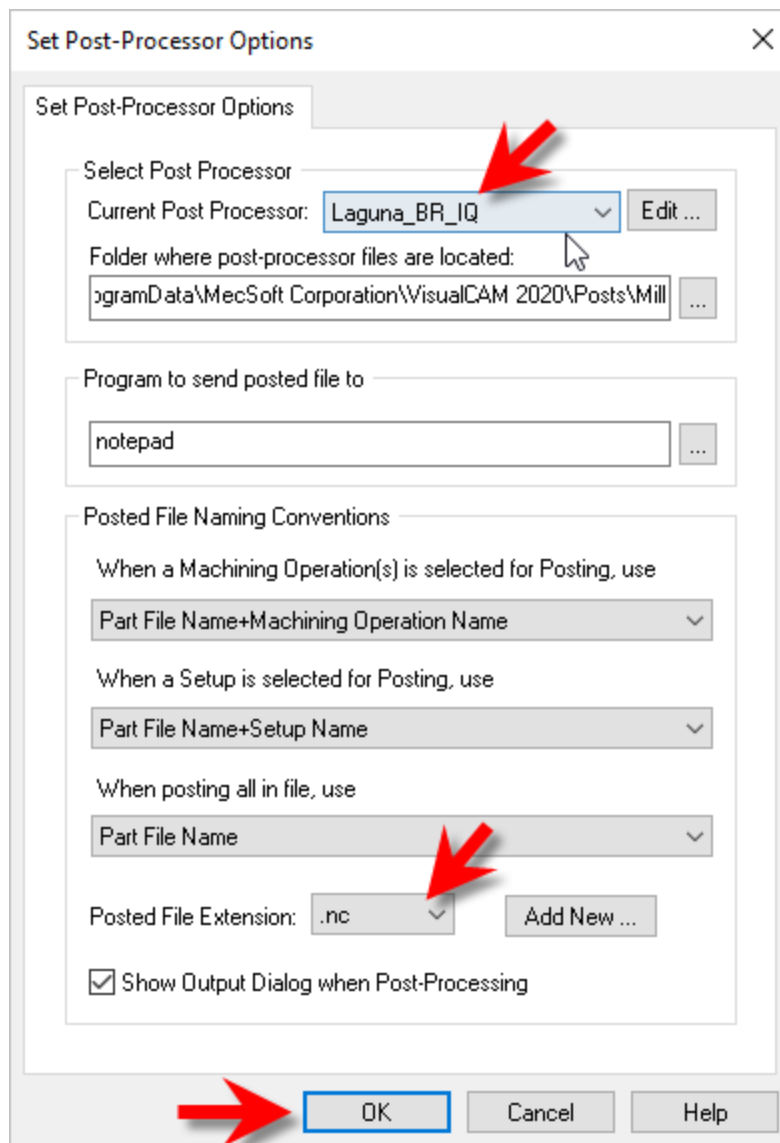 Set Post-Processor Options
Set Post-Processor Options
Select Post Processor
Current Post Processor: Laguna_BR_IQ Edit ...
Folder where post-processor files are located:
ogramData\MecSoft Corporation\VisualCAM 2020\Posts\Mill ...
Program to send posted file to
notepad ...
Posted File Naming Conventions
When a Machining Operation(s) is selected for Posting, use
Part File Name+Machining Operation Name
When a Setup is selected for Posting, use
Part File Name+Setup Name
When posting all in file, use
Part File Name
Posted File Extension: .nc Add New ...
Show Output Dialog when Post-Processing
OK Cancel Help